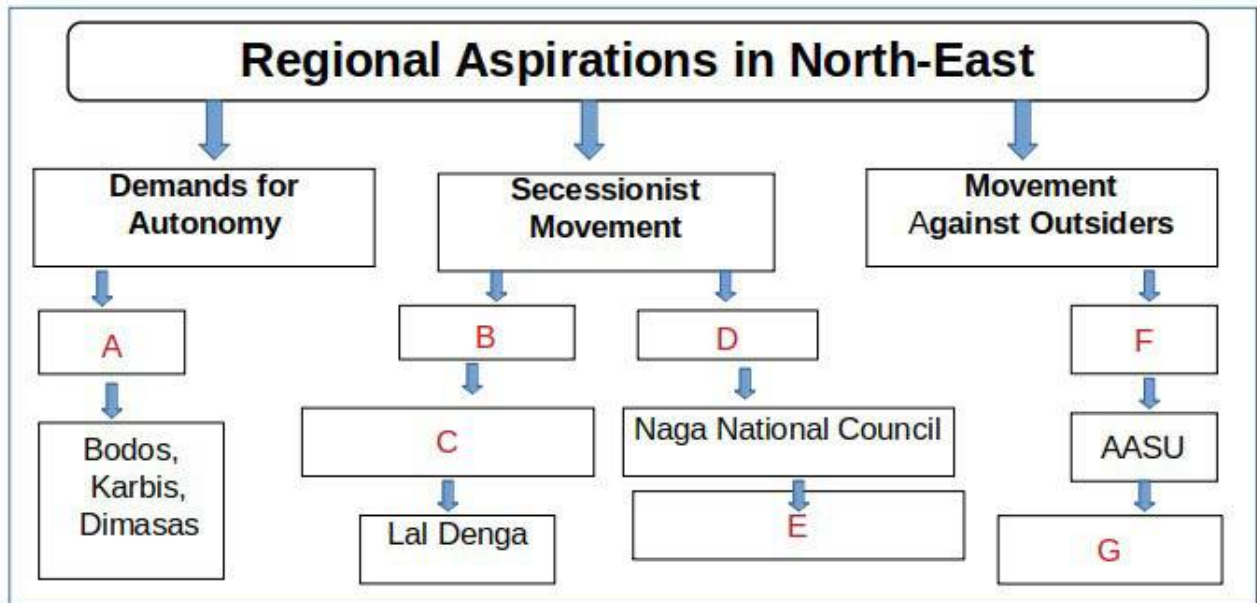 Regional Aspirations in North-East
Demands for
Autonomy
Secessionist
Movement
Movement
Against Outsiders
A
B
D
F
Bodos,
Karbis,
Dimasas
C
Naga National Council
AASU
Lal Denga
E
G